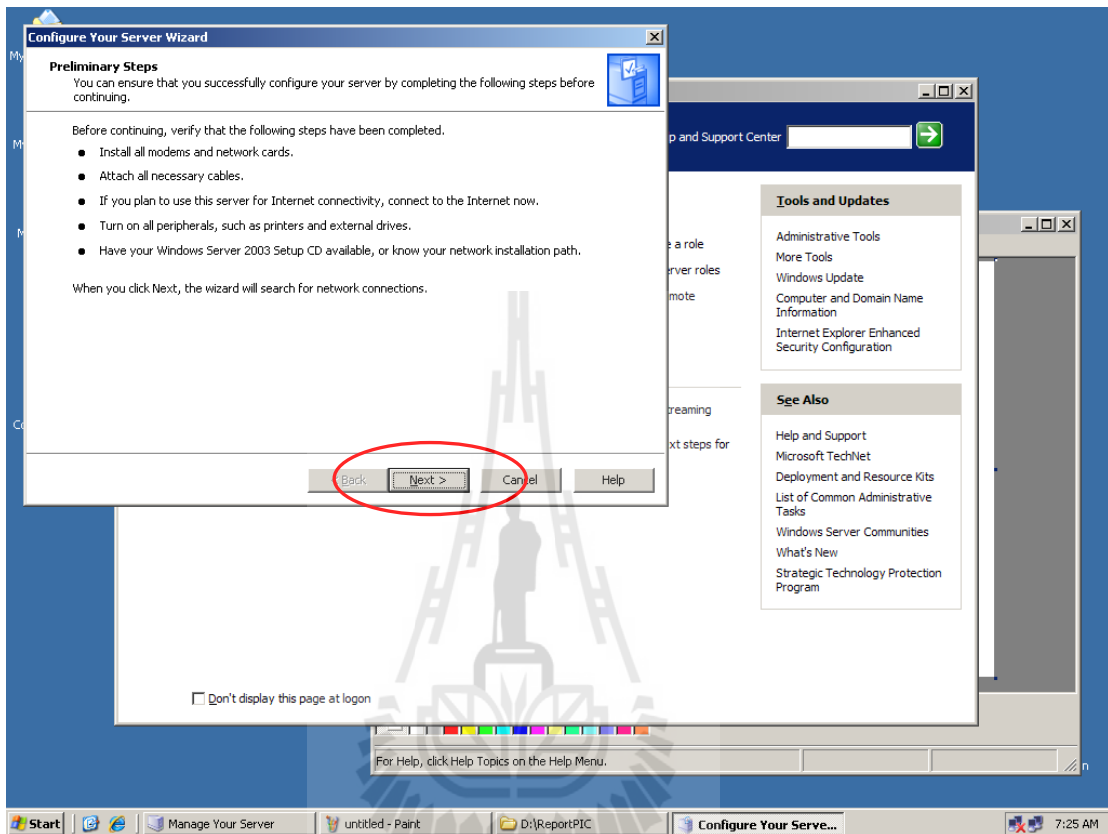 My
Configure Your Server Wizard
Preliminary Steps
You can ensure that you successfully configure your server by completing the following steps before
continuing.
Before continuing, verify that the following steps have been completed.
Install all modems and network cards.
Attach all necessary cables.
If you plan to use this server for Internet connectivity, connect to the Internet now.
Turn on all peripherals, such as printers and external drives.
Have your Windows Server 2003 Setup CD available, or know your network installation path.
When you click Next, the wizard will search for network connections.
< Back
Next >
Cancel
Help
p and Support Center
e a role
erver roles
mote
treaming
xt steps for
Tools and Updates
Administrative Tools
More Tools
Windows Update
Computer and Domain Name
Information
Internet Explorer Enhanced
Security Configuration
See Also
Help and Support
Microsoft TechNet
Deployment and Resource Kits
List of Common Administrative
Tasks
Windows Server Communities
What's New
Strategic Technology Protection
Program
Don't display this page at logon
For Help, click Help Topics on the Help Menu.
n
Start
Manage Your Server
untitled - Paint
D:\ReportPIC
Configure Your Serve...
7:25 AM